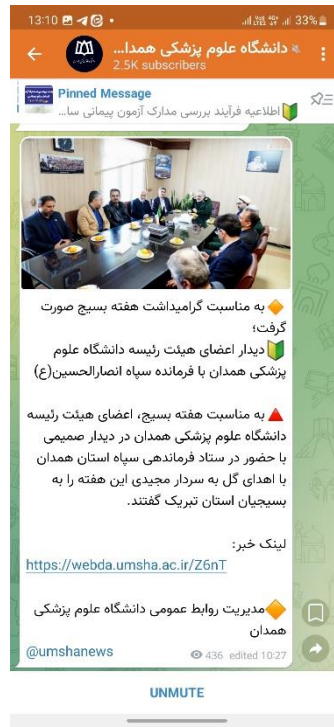 13:10
33%
دانشگاه علوم پزشکی همدا...
2.5K subscribers
Pinned Message
اطلاعیه فرآیند بررسی مدارک آزمون پیمانی سا...
🔶به مناسبت گرامیداشت هفته بسیج صورت
گرفت؛
🔰دیدار اعضای هیئت رئیسه دانشگاه علوم
پزشکی همدان با فرمانده سپاه انصارالحسین(ع)
🔺به مناسبت هفته بسیج، اعضای هیئت رئیسه
دانشگاه علوم پزشکی همدان در دیدار صمیمی
با حضور در ستاد فرماندهی سپاه استان همدان
با اهدای گل به سردار مجیدی این هفته را به
بسیجیان استان تبریک گفتند.
لینک خبر:
https://webda.umsha.ac.ir/Z6nT
🔶مدیریت روابط عمومی دانشگاه علوم پزشکی
همدان
@umshanews
436 edited 10:27
UNMUTE